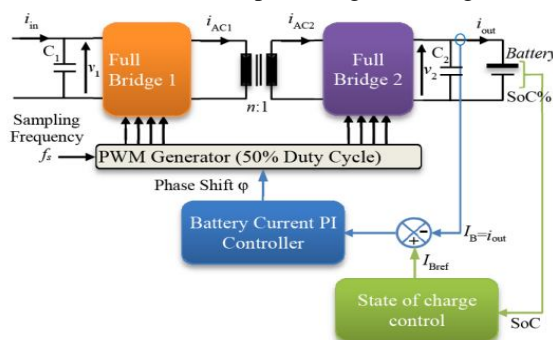 i_in
i_AC1
i_AC2
i_out
C_1
v_1
Full
Bridge 1
n:1
Full
Bridge 2
C_2
v_2
Battery
SoC%
Sampling
Frequency
f_s
PWM Generator (50% Duty Cycle)
Phase Shift φ
Battery Current PI
Controller
-
+
I_B=i_out
I_Bref
State of charge
control
SoC